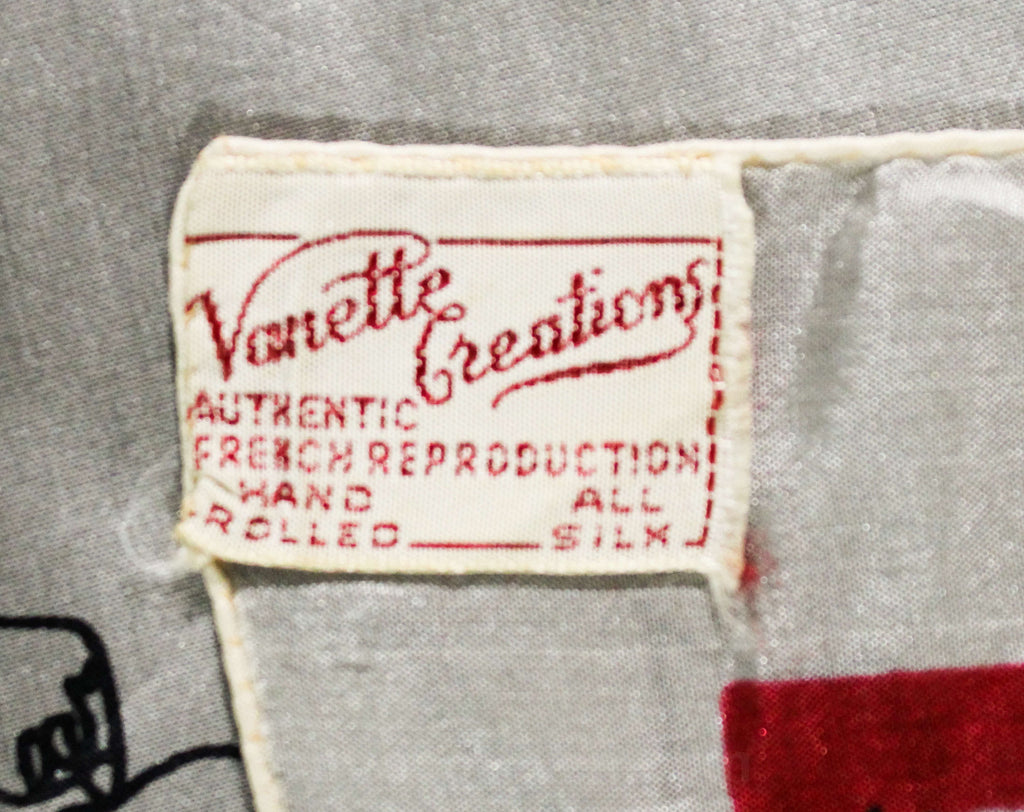 Vanette Creations
AUTHENTIC
FRENCH REPRODUCTION
HAND ALL
ROLLED SILK